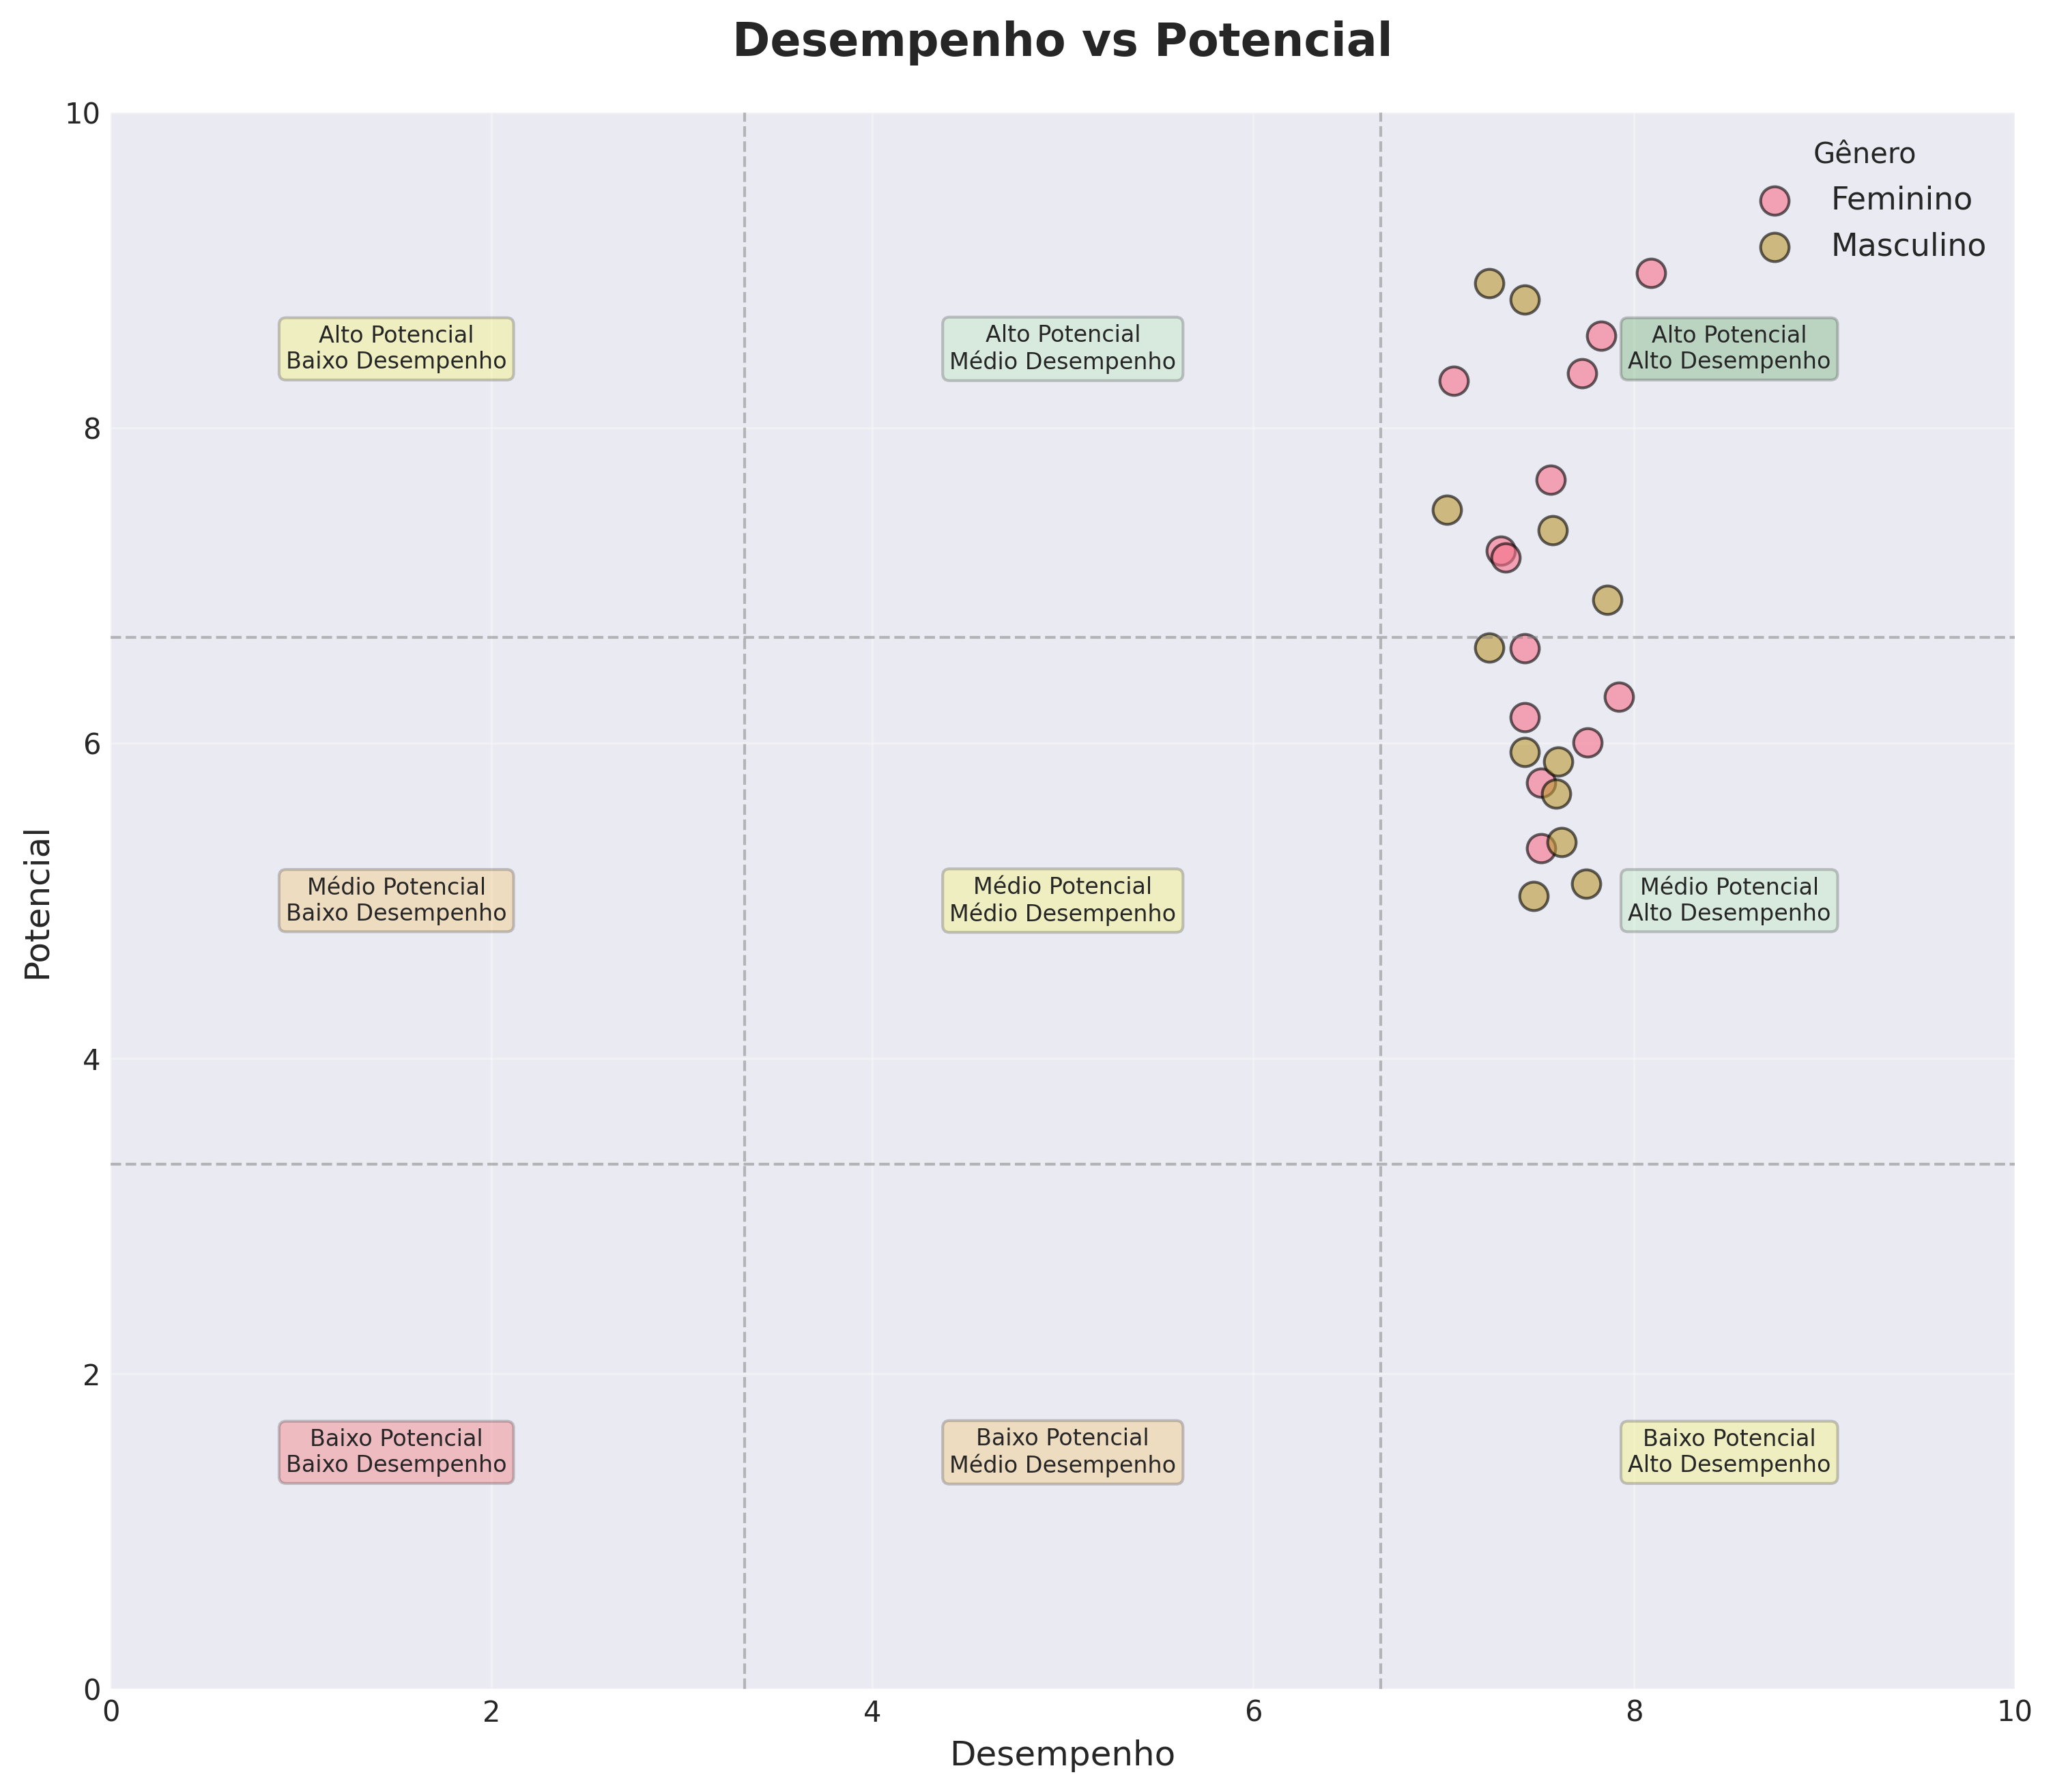 Desempenho vs Potencial
Gênero
Feminino
Masculino
Alto Potencial
Baixo Desempenho
Alto Potencial
Médio Desempenho
Alto Potencial
Alto Desempenho
Médio Potencial
Baixo Desempenho
Médio Potencial
Médio Desempenho
Médio Potencial
Alto Desempenho
Baixo Potencial
Baixo Desempenho
Baixo Potencial
Médio Desempenho
Baixo Potencial
Alto Desempenho
Potencial
10
8
6
4
2
0
0 2 4 6 8 10
Desempenho